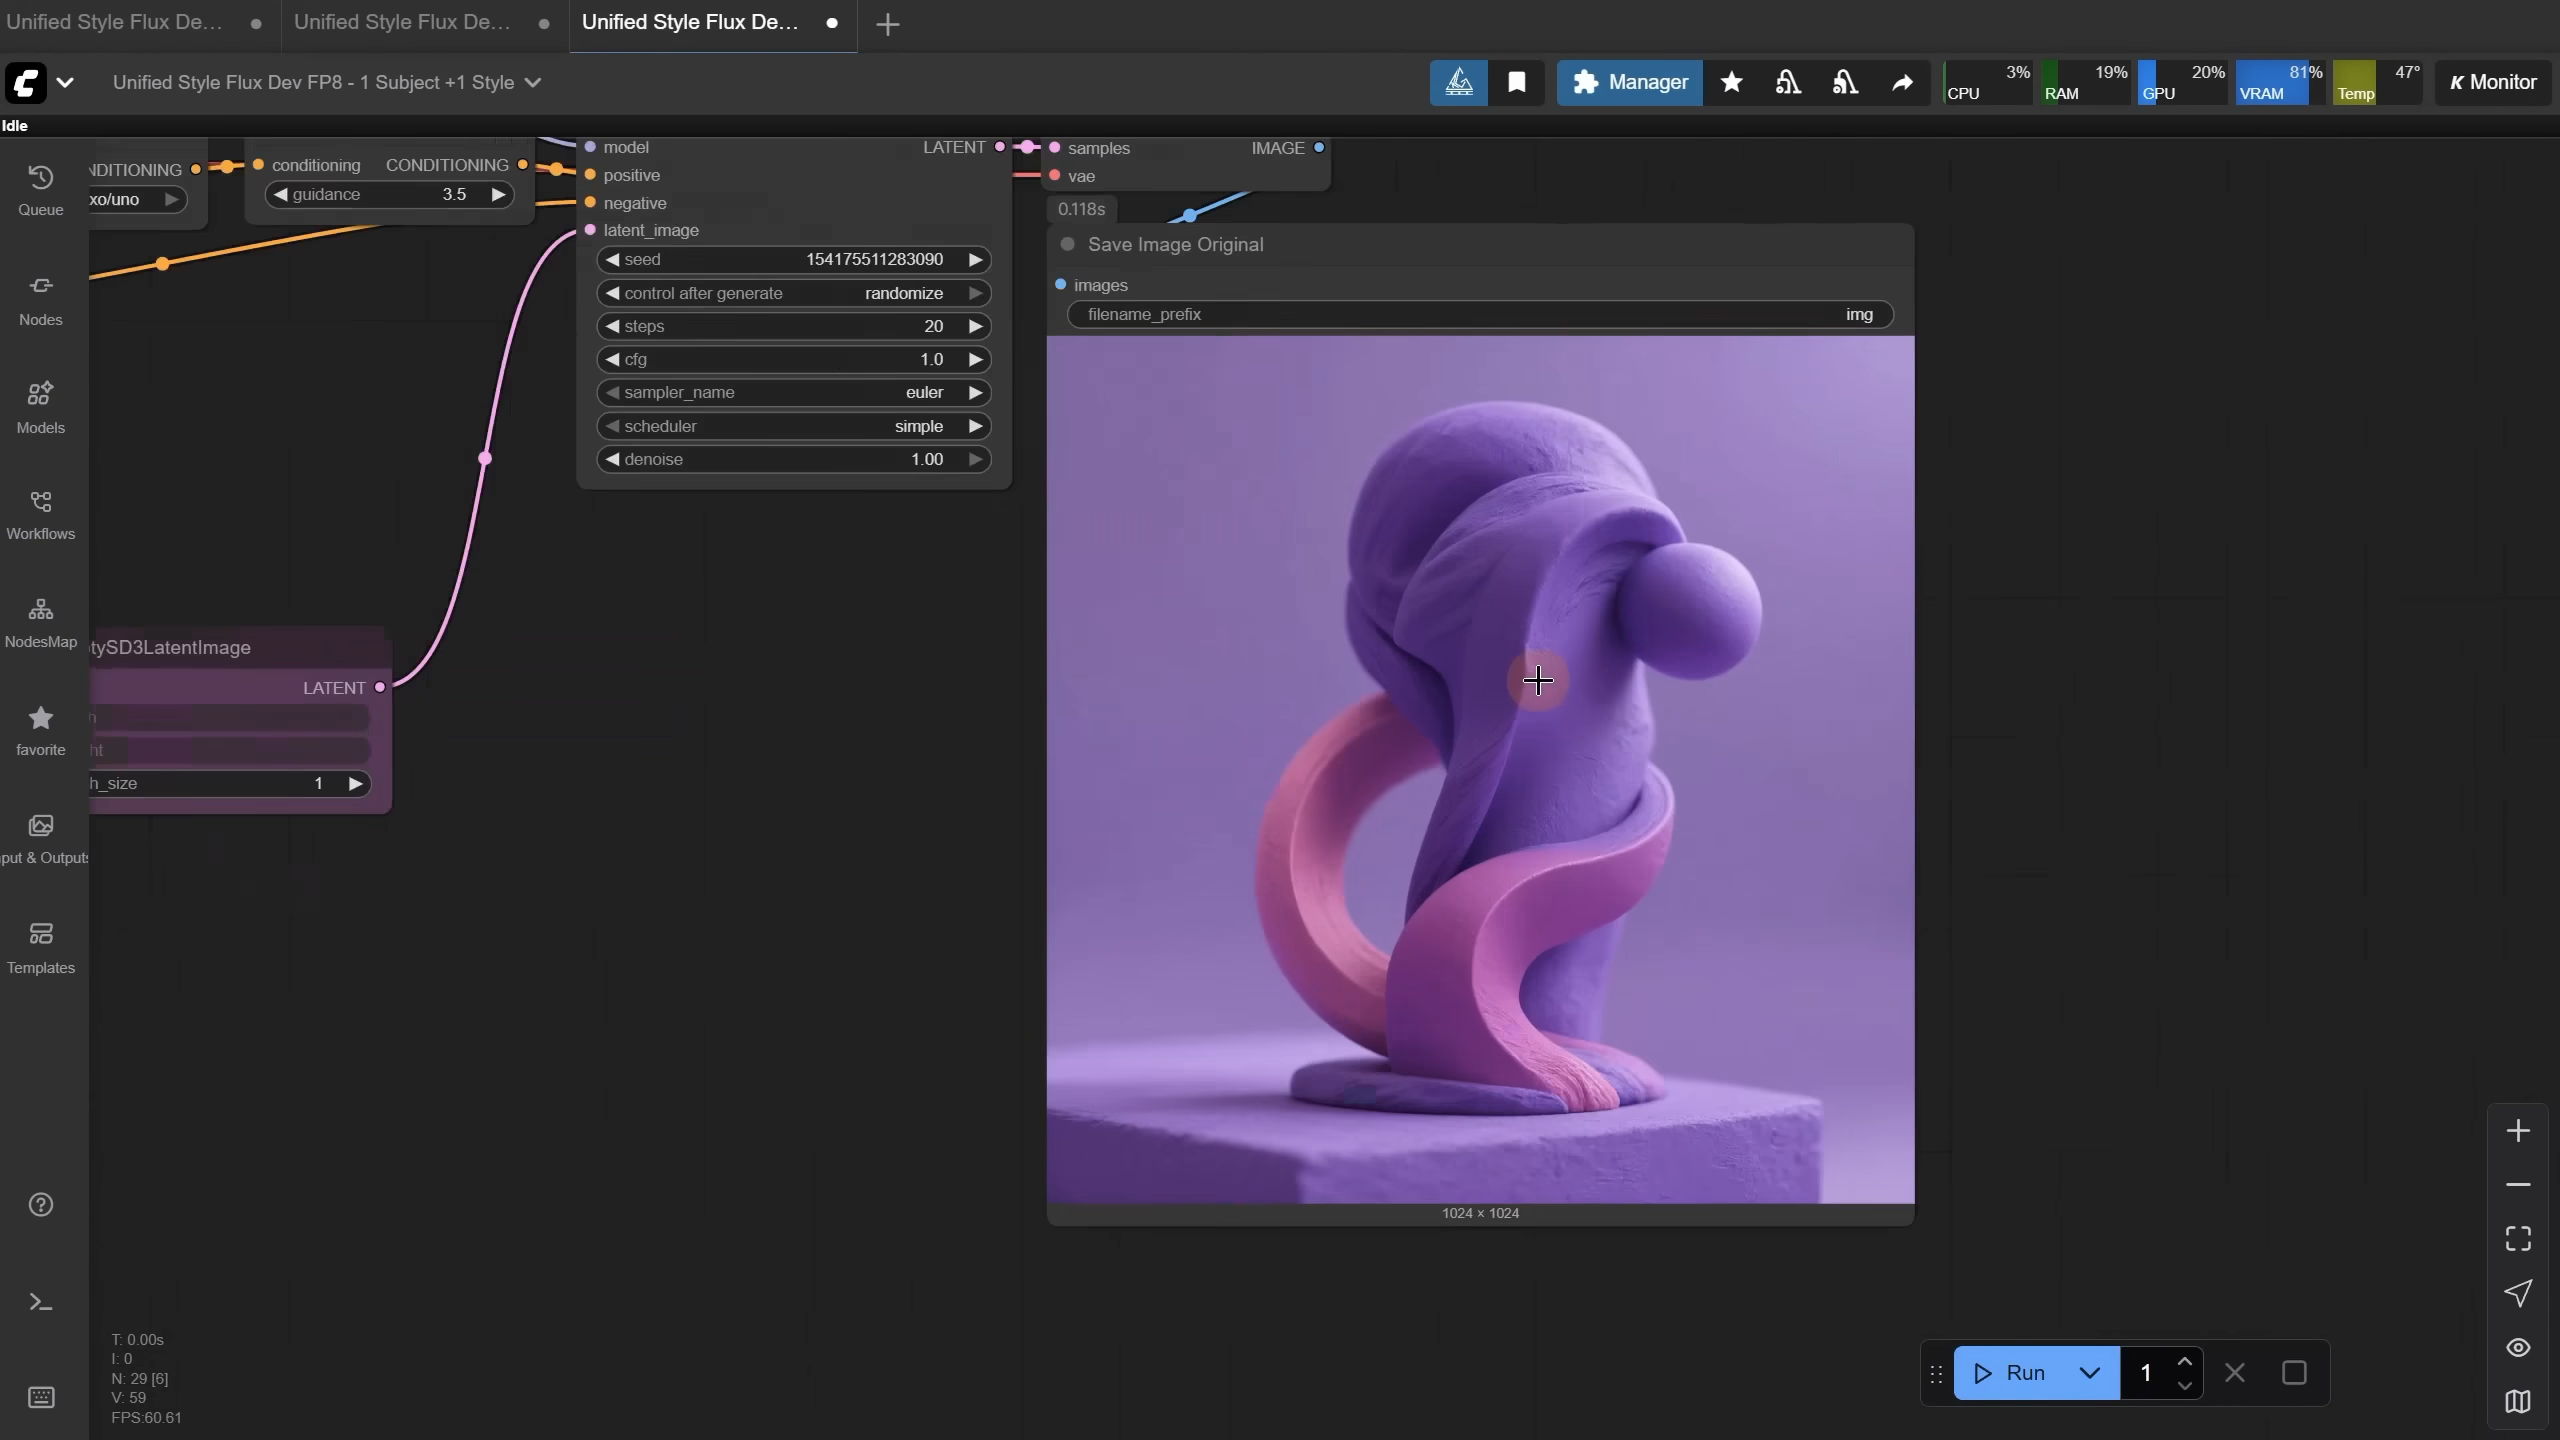 Unified Style Flux De...
Unified Style Flux De...
Unified Style Flux De...
Unified Style Flux Dev FP8 - 1 Subject +1 Style
Manager
CPU 3%
RAM 19%
GPU 20%
VRAM 81%
Temp 47°
Monitor
Idle
Queue
Nodes
Models
Workflows
NodesMap
favorite
put & Outputs
Templates
NDITIONING
xo/uno
conditioning
CONDITIONING
guidance 3.5
model
LATENT
positive
negative
latent_image
seed 154175511283090
control after generate randomize
steps 20
cfg 1.0
sampler_name euler
scheduler simple
denoise 1.00
samples
IMAGE
vae
0.118s
Save Image Original
images
filename_prefix img
1024 × 1024
tySD3LatentImage
LATENT
h
ht
h_size 1
T: 0.00s
I: 0
N: 29 [6]
V: 59
FPS:60.61
Run
1